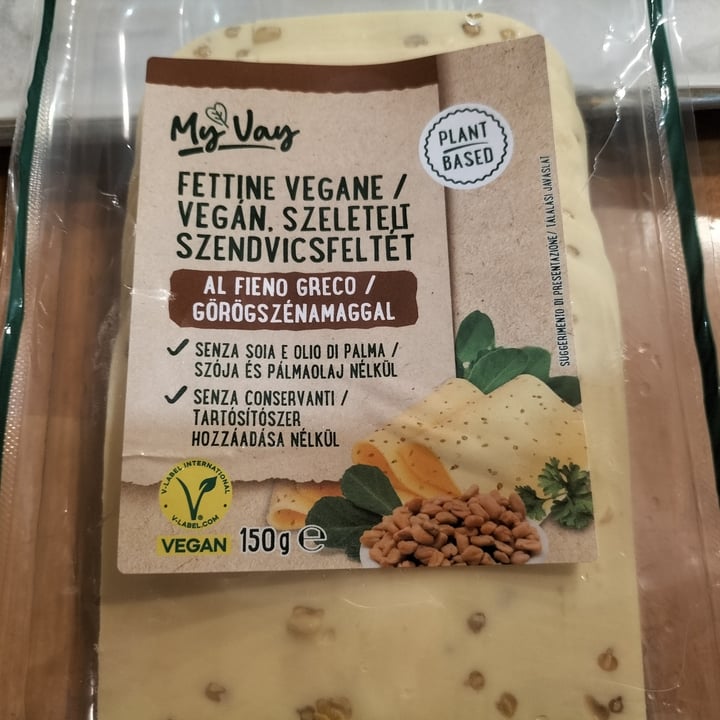 My Vay
PLANT
BASED
FETTINE VEGANE /
VEGÁN, SZELETELT
SZENDVICSFELTÉT
AL FIENO GRECO /
GÖRÖGSZÉNAMAGGAL
SENZA SOIA E OLIO DI PALMA /
SZÓJA ÉS PÁLMAOLAJ NÉLKÜL
SENZA CONSERVANTI /
TARTÓSÍTÓSZER
HOZZÁADÁSA NÉLKÜL
SUGGERIMENTO DI PRESENTAZIONE/ TÁLALÁSI JAVASLAT
V-LABEL INTERNATIONAL
V-LABEL.COM
VEGAN
150 g e